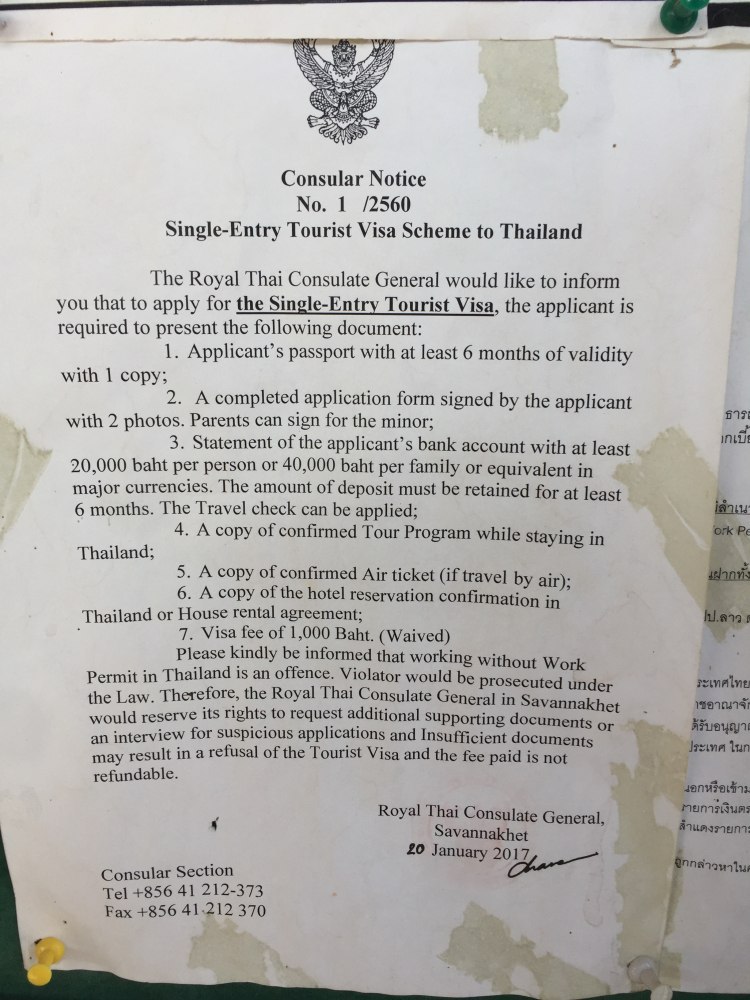 Consular Notice
No. 1 /2560
Single-Entry Tourist Visa Scheme to Thailand
The Royal Thai Consulate General would like to inform
you that to apply for the Single-Entry Tourist Visa, the applicant is
required to present the following document:
1. Applicant's passport with at least 6 months of validity
with 1 copy;
2. A completed application form signed by the applicant
with 2 photos. Parents can sign for the minor;
3. Statement of the applicant's bank account with at least
20,000 baht per person or 40,000 baht per family or equivalent in
major currencies. The amount of deposit must be retained for at least
6 months. The Travel check can be applied;
4. A copy of confirmed Tour Program while staying in
Thailand;
5. A copy of confirmed Air ticket (if travel by air);
6. A copy of the hotel reservation confirmation in
Thailand or House rental agreement;
7. Visa fee of 1,000 Baht. (Waived)
Please kindly be informed that working without Work
Permit in Thailand is an offence. Violator would be prosecuted under
the Law. Therefore, the Royal Thai Consulate General in Savannakhet
would reserve its rights to request additional supporting documents or
an interview for suspicious applications and Insufficient documents
may result in a refusal of the Tourist Visa and the fee paid is not
refundable.
Royal Thai Consulate General,
Savannakhet
20 January 2017
Consular Section
Tel +856 41 212-373
Fax +856 41 212 370